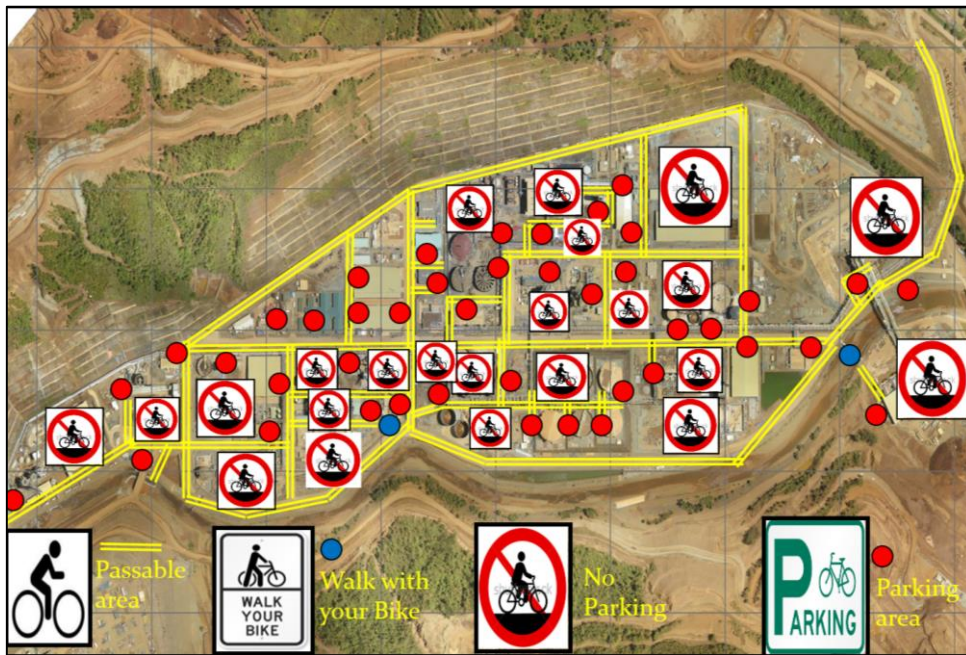 Passable
area
WALK
YOUR
BIKE
Walk with
your Bike
No
Parking
PARKING
Parking
area